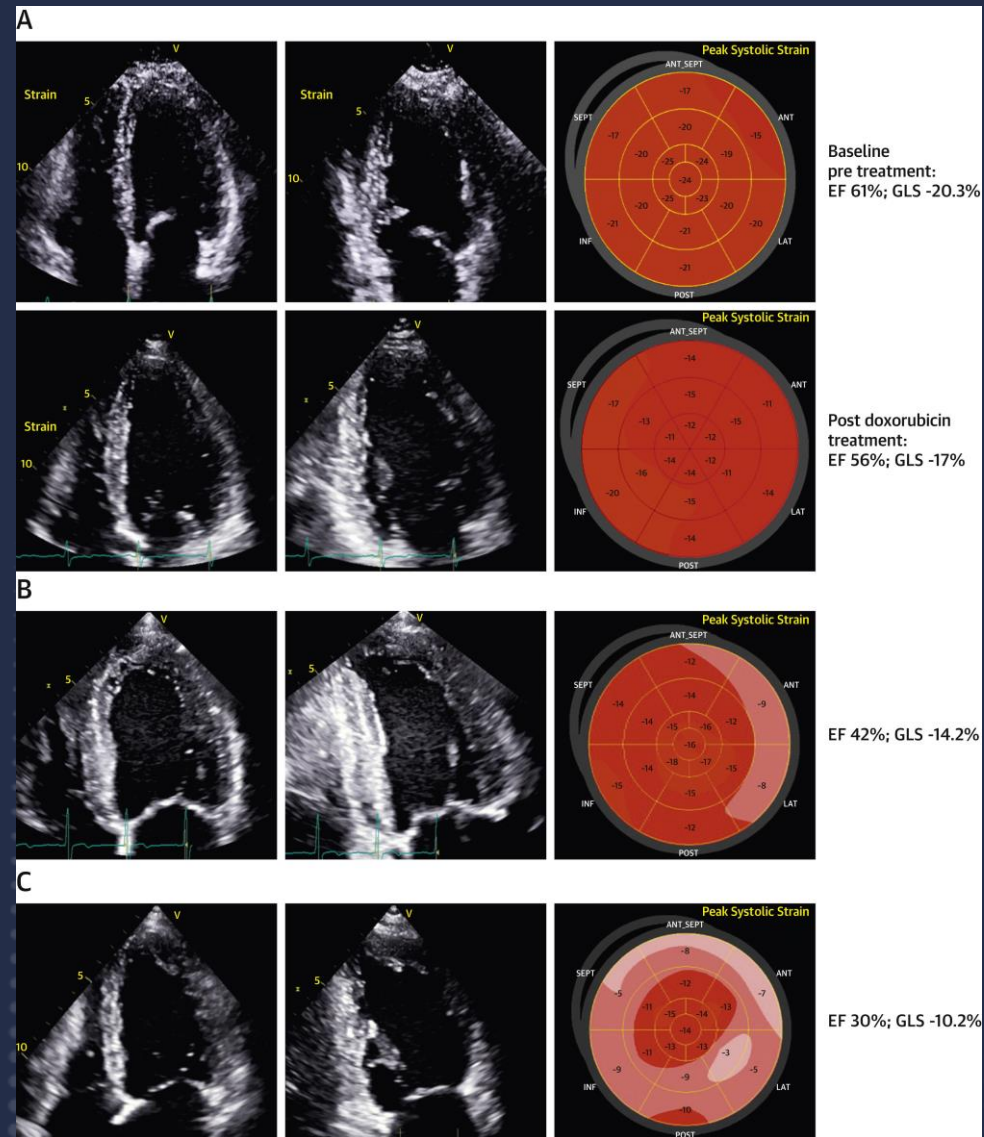 A
V
Strain
5
10
V
Strain
5
10
Peak Systolic Strain
ANT_SEPT
-17
SEPT
ANT
-17
-15
-20
-20
-19
-25
-24
-24
-25
-23
-20
-20
-21
-20
-21
INF
LAT
-21
POST
Baseline
pre treatment:
EF 61%; GLS -20.3%
V
5
Strain
10
V
5
Peak Systolic Strain
ANT_SEPT
-14
SEPT
ANT
-17
-11
-15
-13
-15
-12
-11
-12
-14
-12
-14
-16
-11
-20
-14
-15
INF
LAT
-14
POST
Post doxorubicin
treatment:
EF 56%; GLS -17%
B
V
5
V
5
Peak Systolic Strain
ANT_SEPT
-12
SEPT
ANT
-14
-9
-14
-14
-12
-15
-16
-16
-18
-17
-14
-15
-15
-8
-15
INF
LAT
-12
POST
EF 42%; GLS -14.2%
C
V
5
10
V
5
Peak Systolic Strain
ANT_SEPT
-8
SEPT
ANT
-5
-7
-12
-11
-13
-15
-14
-14
-13
-13
-11
-3
-9
-5
-9
INF
LAT
-10
POST
EF 30%; GLS -10.2%